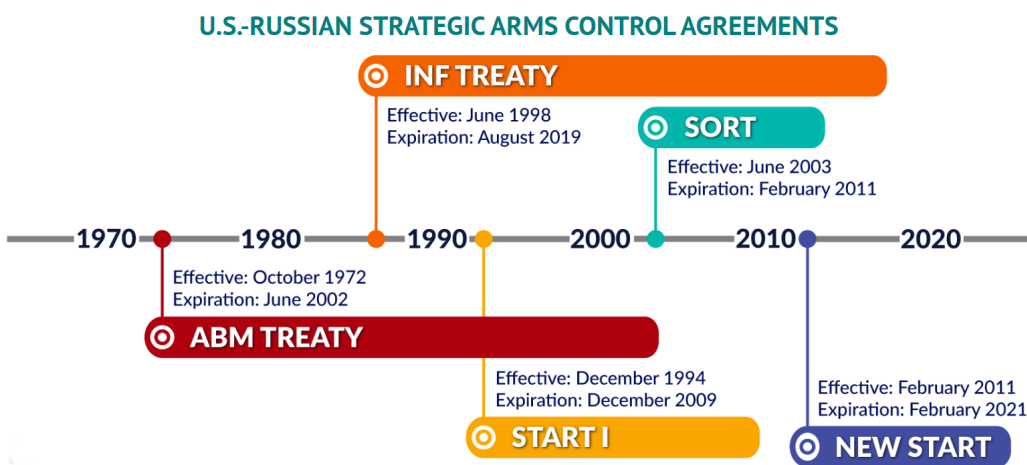 U.S.-RUSSIAN STRATEGIC ARMS CONTROL AGREEMENTS
INF TREATY
Effective: June 1998
Expiration: August 2019
SORT
Effective: June 2003
Expiration: February 2011
1970 1980 1990 2000 2010 2020
Effective: October 1972
Expiration: June 2002
ABM TREATY
Effective: December 1994
Expiration: December 2009
START I
Effective: February 2011
Expiration: February 2021
NEW START